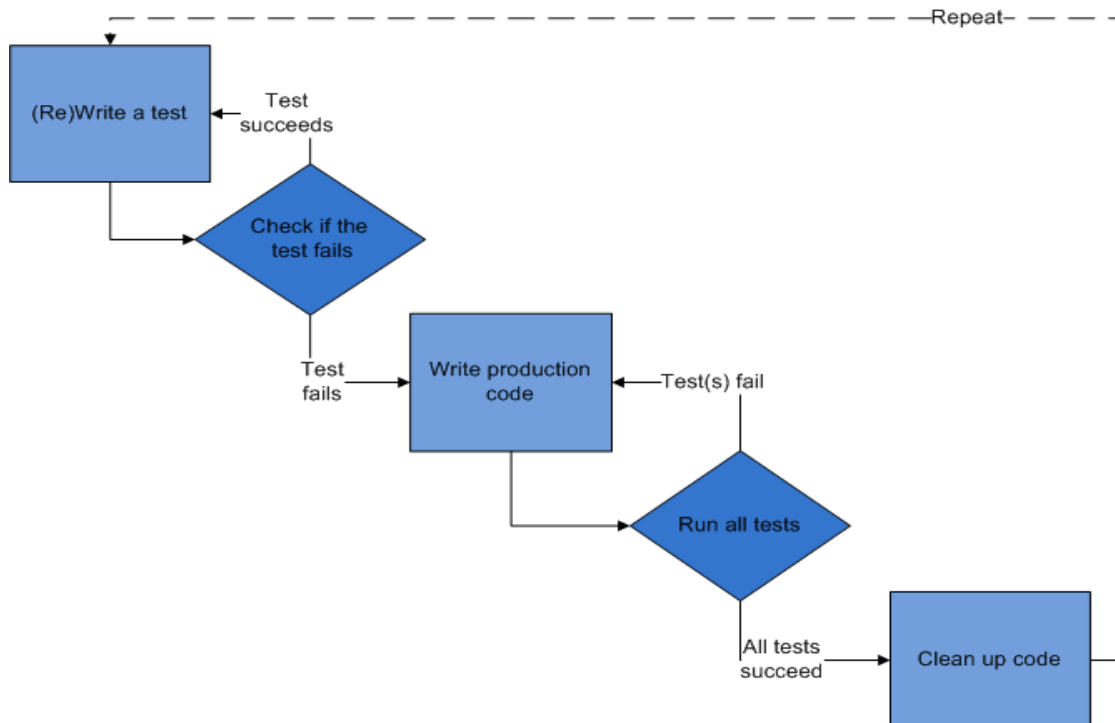 Repeat
(Re)Write a test
Test
succeeds
Check if the
test fails
Test
fails
Write production
code
Test(s) fail
Run all tests
All tests
succeed
Clean up code